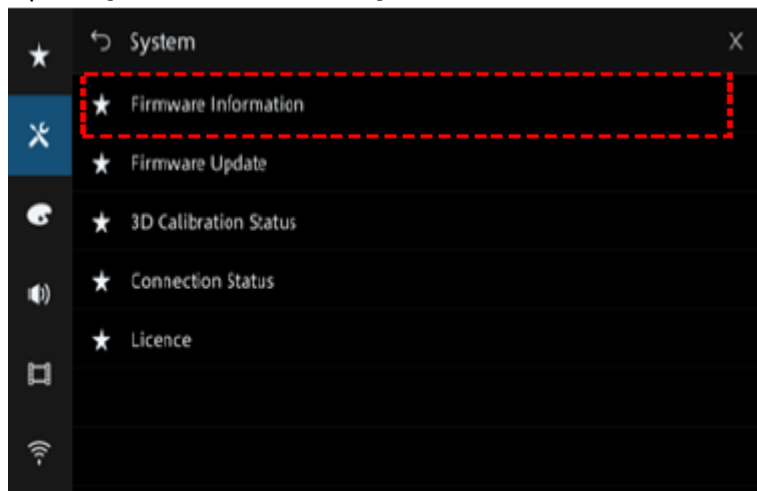 System
X
Firmware Information
Firmware Update
3D Calibration Status
Connection Status
Licence